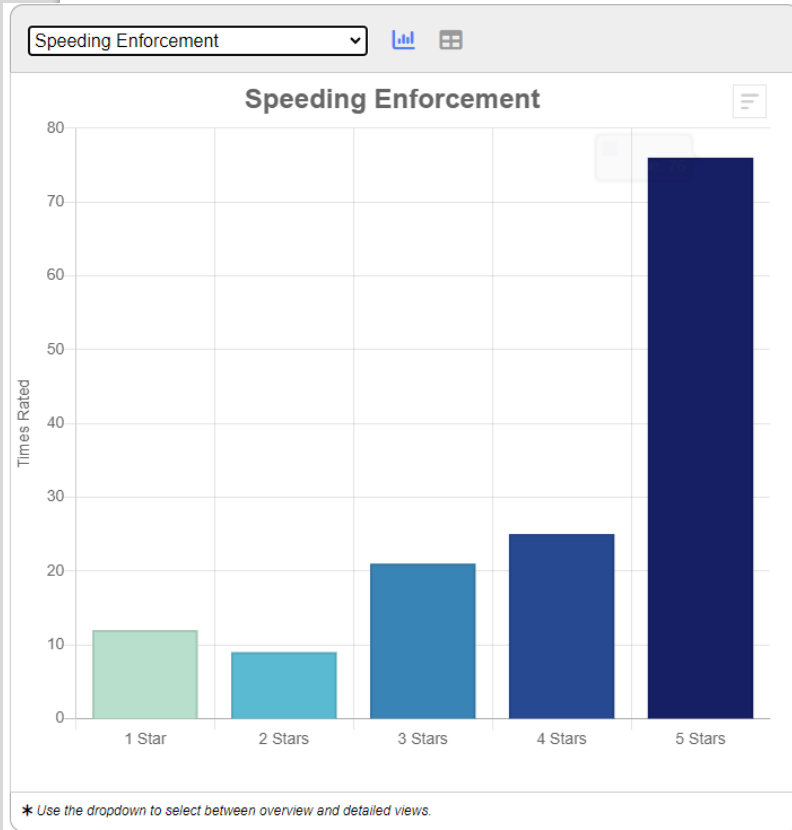 Speeding Enforcement
Speeding Enforcement
80
70
60
50
40
30
20
10
0
Times Rated
1 Star 2 Stars 3 Stars 4 Stars 5 Stars
* Use the dropdown to select between overview and detailed views.